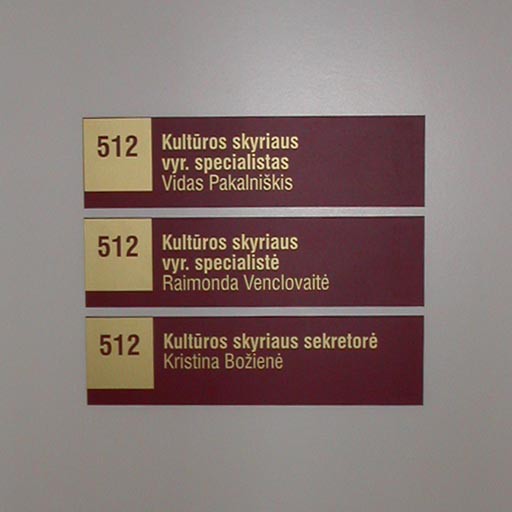 512
Kultūros skyriaus
vyr. specialistas
Vidas Pakalniškis
512
Kultūros skyriaus
vyr. specialistė
Raimonda Venclovaitė
512
Kultūros skyriaus sekretorė
Kristina Božienė